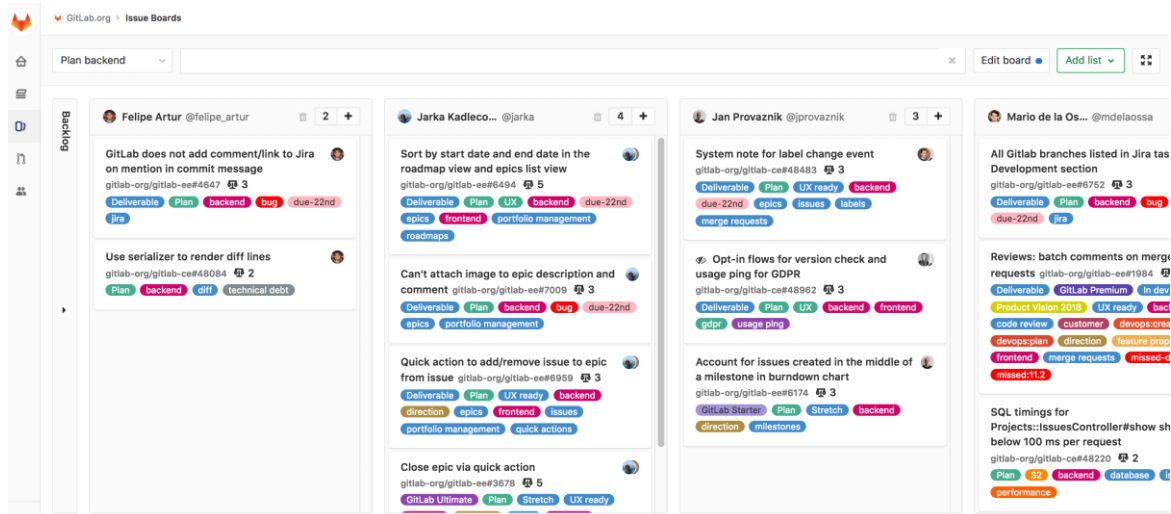 GitLab.org › Issue Boards
Plan backend
Edit board
Add list
Backlog
Felipe Artur @felipe_artur 2 +
GitLab does not add comment/link to Jira
on mention in commit message
gitlab-org/gitlab-ee#4647 3
Deliverable Plan backend bug due-22nd
jira
Use serializer to render diff lines
gitlab-org/gitlab-ce#48084 2
Plan backend diff technical debt
Jarka Kadleco... @jarka 4 +
Sort by start date and end date in the
roadmap view and epics list view
gitlab-org/gitlab-ee#6494 5
Deliverable Plan UX backend due-22nd
epics frontend portfolio management
roadmaps
Can't attach image to epic description and
comment gitlab-org/gitlab-ee#7009 3
Deliverable Plan backend bug due-22nd
epics portfolio management
Quick action to add/remove issue to epic
from issue gitlab-org/gitlab-ee#6959 3
Deliverable Plan UX ready backend
direction epics frontend issues
portfolio management quick actions
Close epic via quick action
gitlab-org/gitlab-ee#3678 5
GitLab Ultimate Plan Stretch UX ready
Jan Provaznik @jprovaznik 3 +
System note for label change event
gitlab-org/gitlab-ce#48483 3
Deliverable Plan UX ready backend
due-22nd epics issues labels
merge requests
Opt-in flows for version check and
usage ping for GDPR
gitlab-org/gitlab-ce#48962 3
Deliverable Plan UX backend frontend
gdpr usage ping
Account for issues created in the middle of
a milestone in burndown chart
gitlab-org/gitlab-ee#6174 3
GitLab Starter Plan Stretch backend
direction milestones
Mario de la Os... @mdelaossa
All Gitlab branches listed in Jira tas
Development section
gitlab-org/gitlab-ee#6752 3
Deliverable Plan backend bug
due-22nd jira
Reviews: batch comments on merge
requests gitlab-org/gitlab-ee#1984
Deliverable GitLab Premium In dev
Product Vision 2018 UX ready back
code review customer devops:crea
devops:plan direction feature prop
frontend merge requests missed-d
missed:11.2
SQL timings for
Projects::IssuesController#show sh
below 100 ms per request
gitlab-org/gitlab-ce#48220 2
Plan S2 backend database is
performance